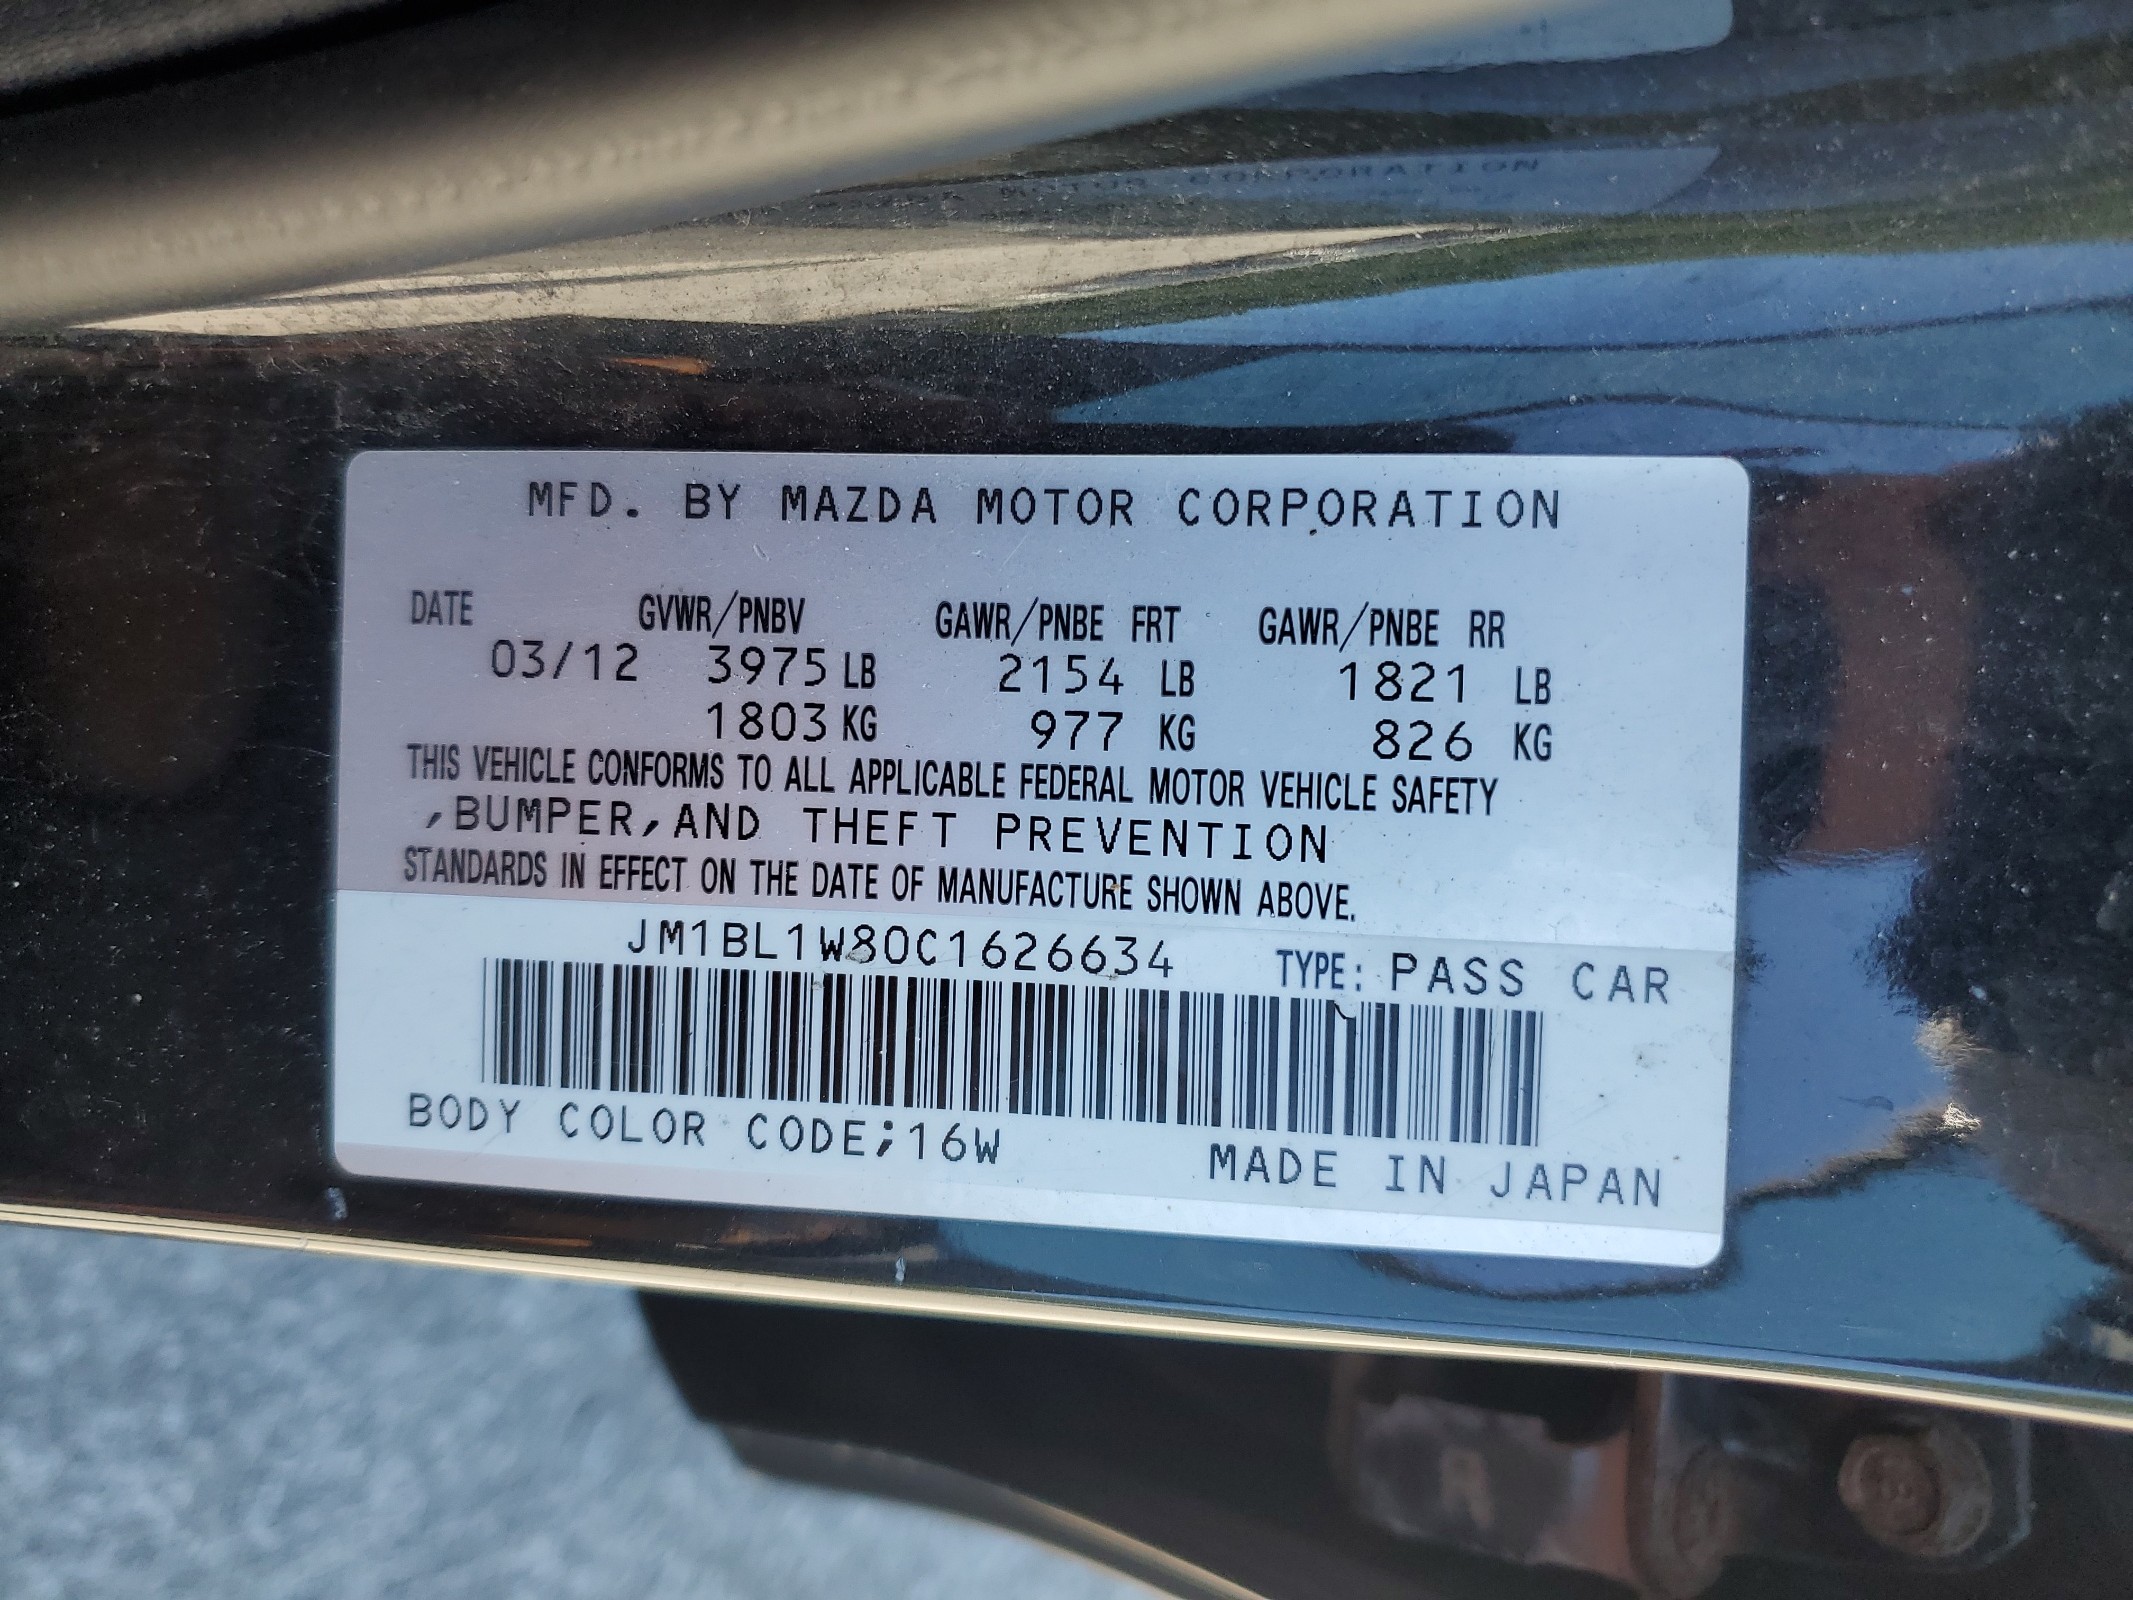 MFD. BY MAZDA MOTOR CORPORATION
DATE GVWR/PNBV GAWR/PNBE FRT GAWR/PNBE RR
03/12 3975 LB 2154 LB 1821 LB
1803 KG 977 KG 826 KG
THIS VEHICLE CONFORMS TO ALL APPLICABLE FEDERAL MOTOR VEHICLE SAFETY
,BUMPER,AND THEFT PREVENTION
STANDARDS IN EFFECT ON THE DATE OF MANUFACTURE SHOWN ABOVE.
JM1BL1W80C1626634 TYPE: PASS CAR
BODY COLOR CODE;16W
MADE IN JAPAN